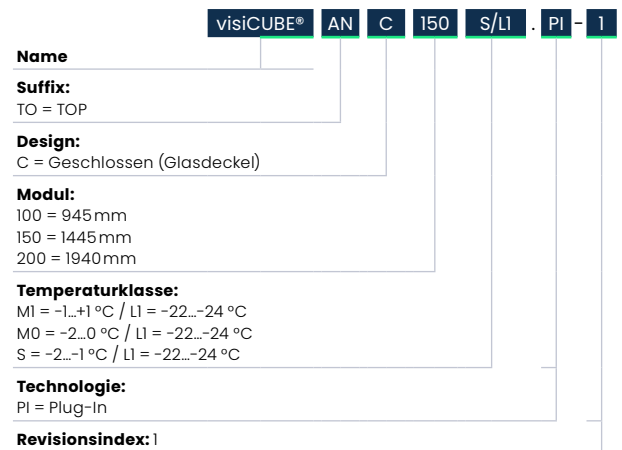 visiCUBE® AN C 150 S/L1 . PI - 1
Name
Suffix:
TO = TOP
Design:
C = Geschlossen (Glasdeckel)
Modul:
100 = 945 mm
150 = 1445 mm
200 = 1940 mm
Temperaturklasse:
M1 = -1...+1 °C / L1 = -22...-24 °C
M0 = -2...0 °C / L1 = -22...-24 °C
S = -2...-1 °C / L1 = -22...-24 °C
Technologie:
PI = Plug-In
Revisionsindex: 1